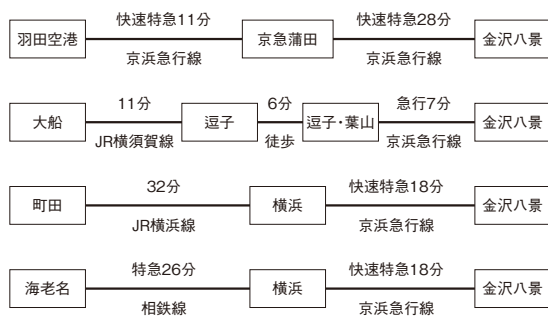 快速特急11分 快速特急28分
羽田空港 京急蒲田 金沢八景
京浜急行線 京浜急行線
11分 6分 急行7分
大船 逗子 逗子・葉山 金沢八景
JR横須賀線 徒歩 京浜急行線
32分 快速特急18分
町田 横浜 金沢八景
JR横浜線 京浜急行線
特急26分 快速特急18分
海老名 横浜 金沢八景
相鉄線 京浜急行線